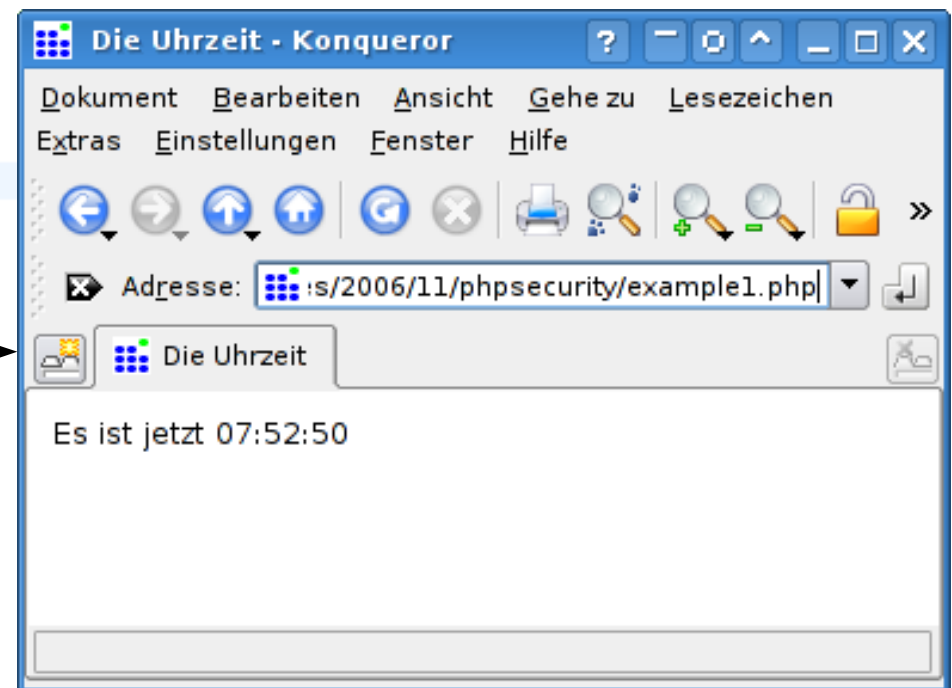 Die Uhrzeit - Konqueror
Dokument Bearbeiten Ansicht Gehe zu Lesezeichen
Extras Einstellungen Fenster Hilfe
Adresse: s/2006/11/phpsecurity/example1.php
Die Uhrzeit
Es ist jetzt 07:52:50